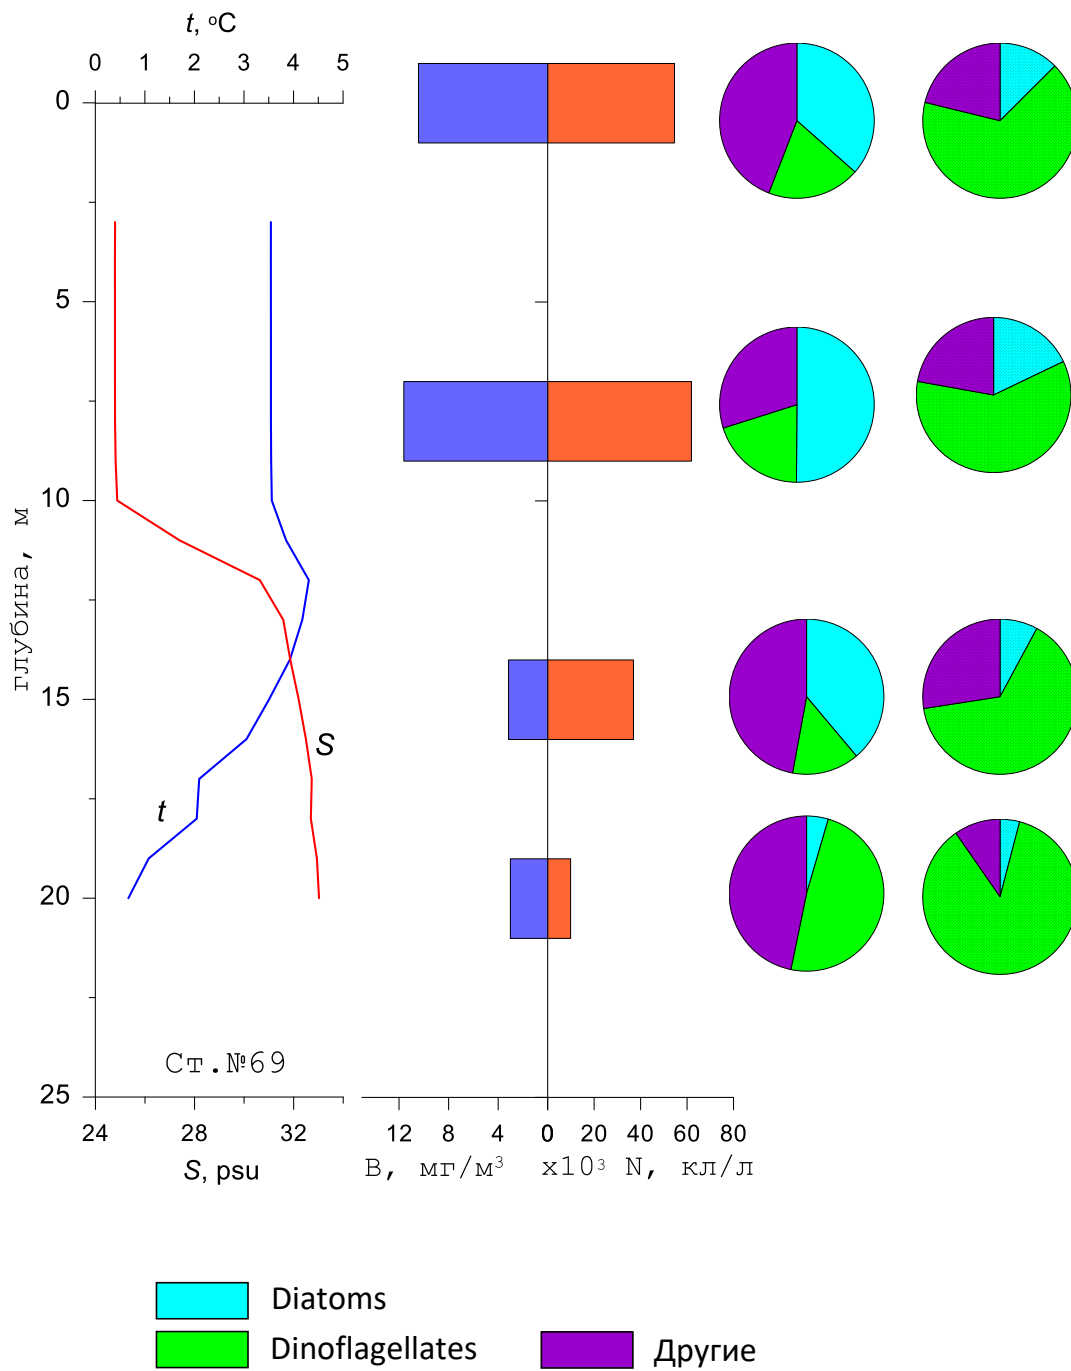 t, °C
0 1 2 3 4 5
0
5
10
15
20
25
глубина, м
S
t
Ст.№69
24 28 32
S, psu
12 8 4 0 20 40 60 80
В, мг/м³ х10³ N, кл/л
Diatoms
Dinoflagellates
Другие